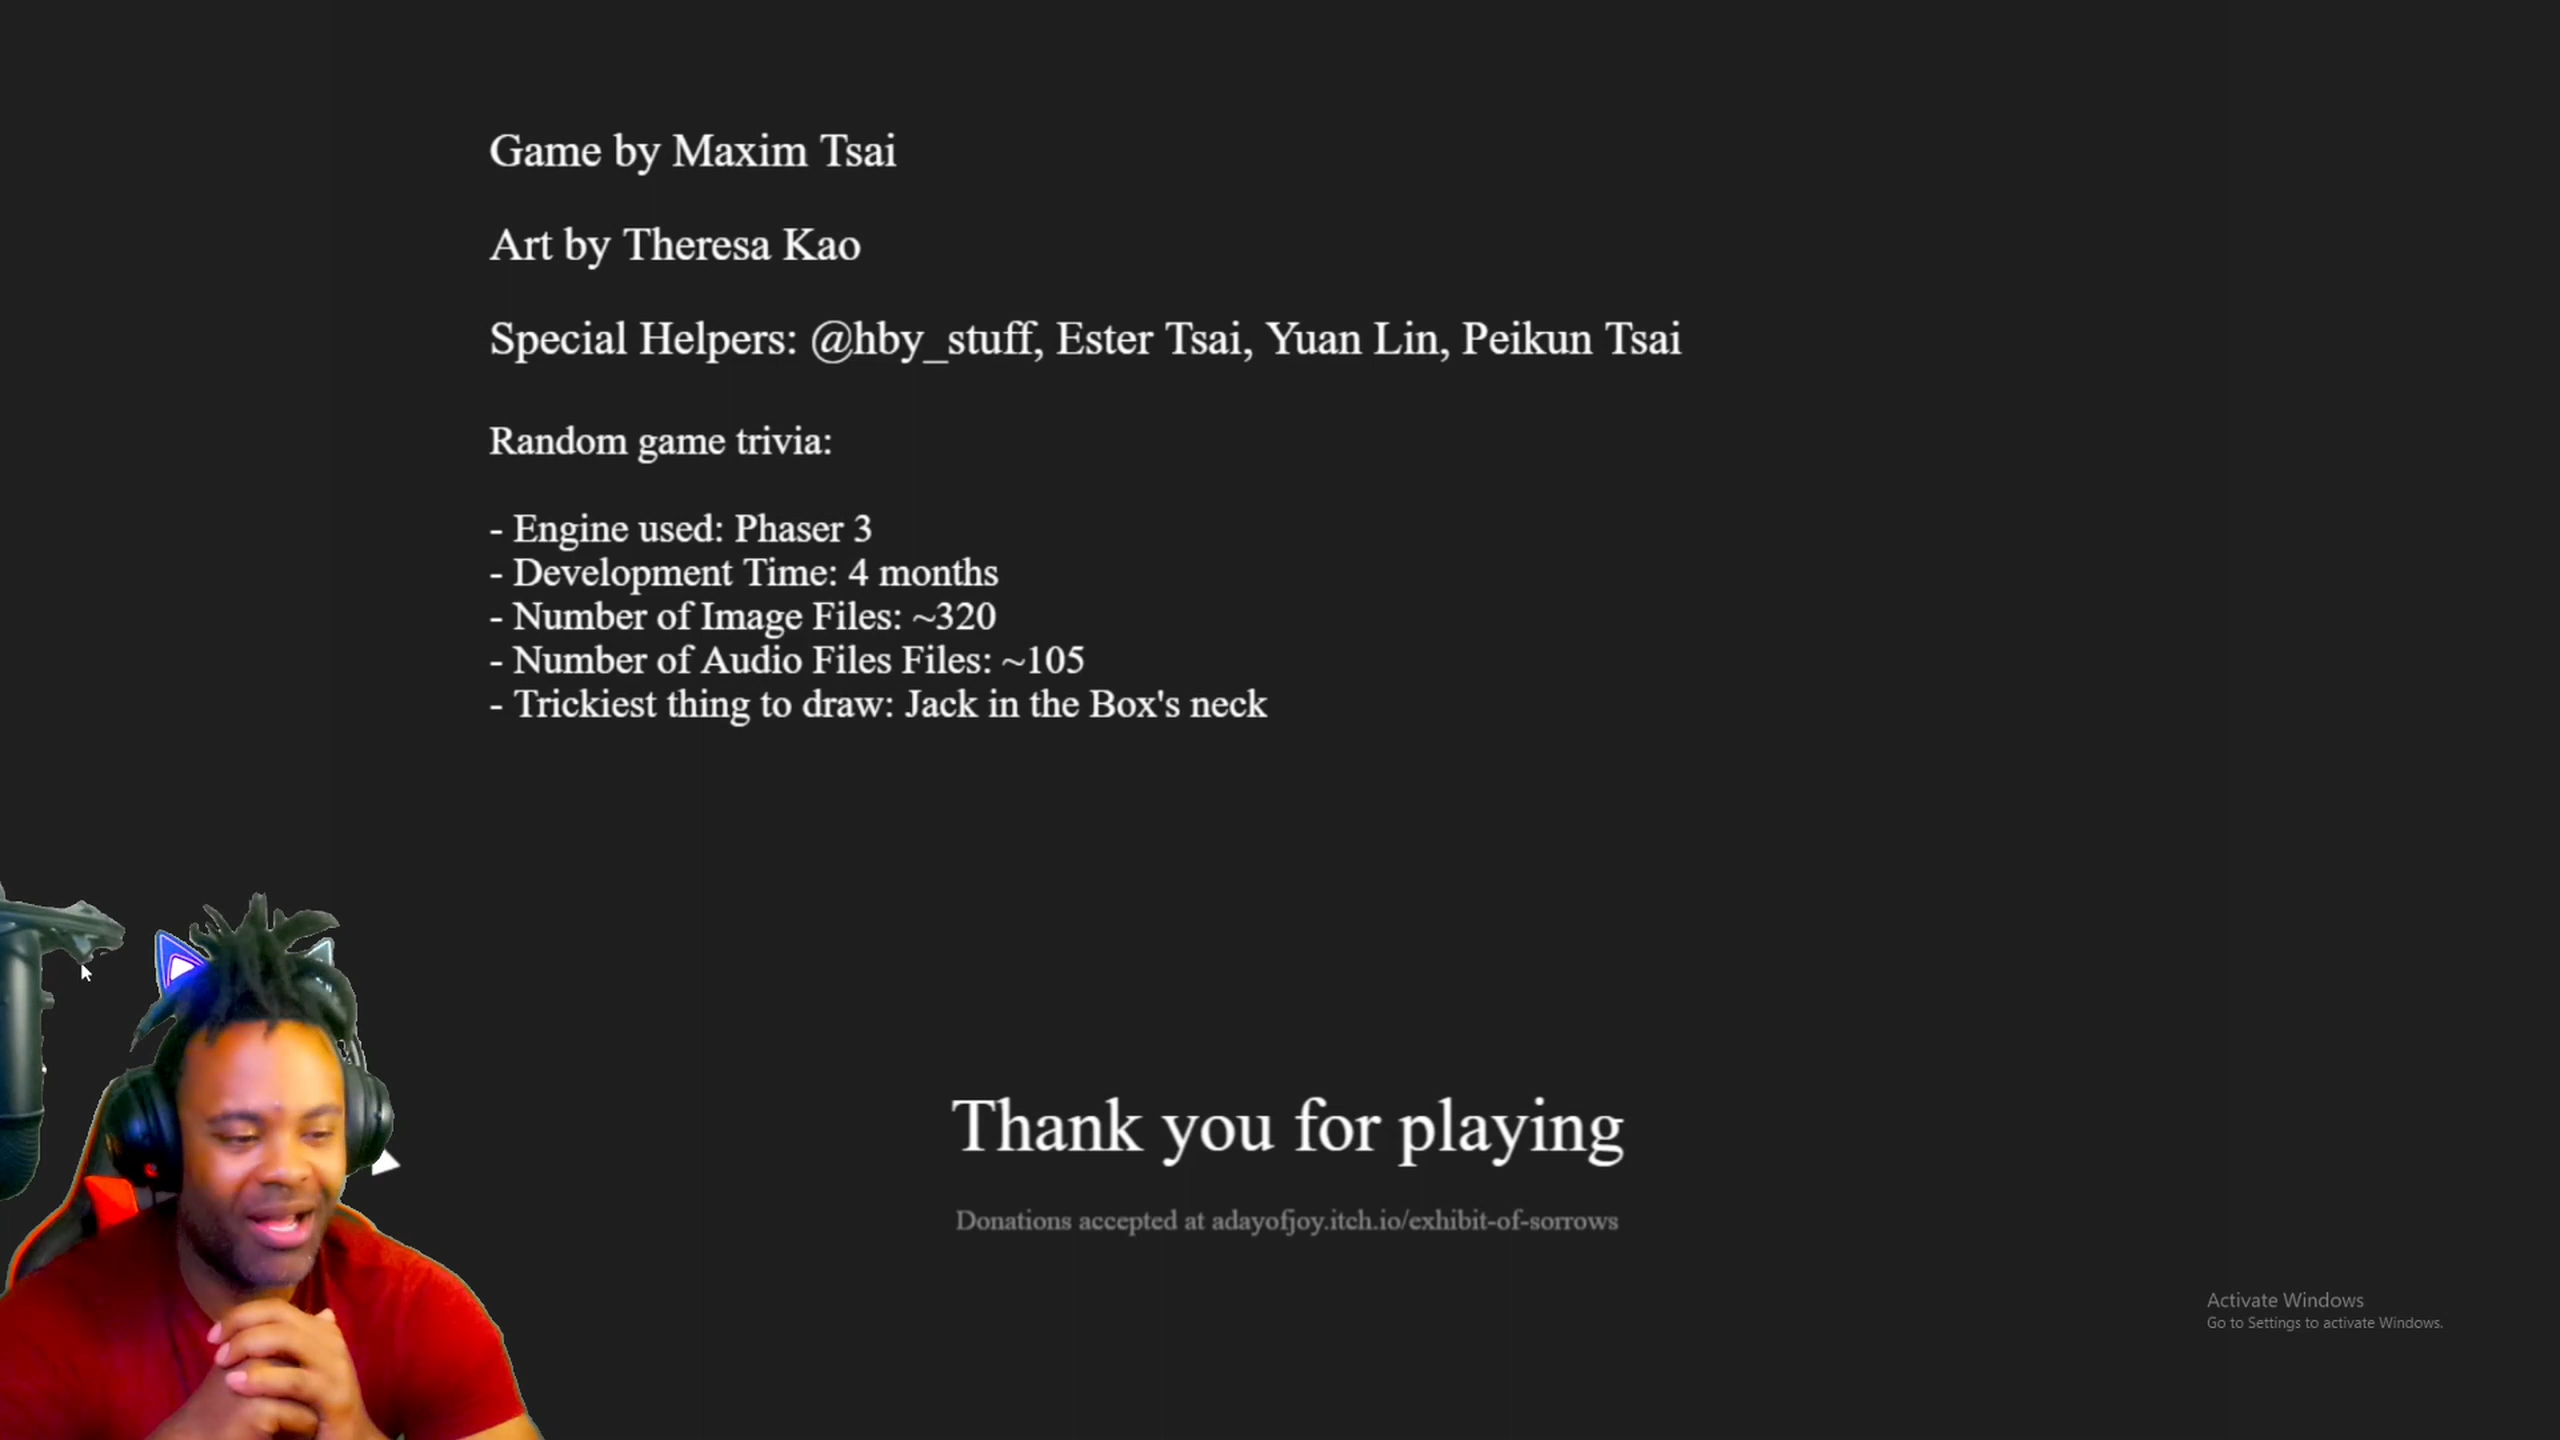 Game by Maxim Tsai
Art by Theresa Kao
Special Helpers: @hby_stuff, Ester Tsai, Yuan Lin, Peikun Tsai
Random game trivia:
- Engine used: Phaser 3
- Development Time: 4 months
- Number of Image Files: ~320
- Number of Audio Files Files: ~105
- Trickiest thing to draw: Jack in the Box's neck
Thank you for playing
Donations accepted at adayofjoy.itch.io/exhibit-of-sorrows
Activate Windows
Go to Settings to activate Windows.